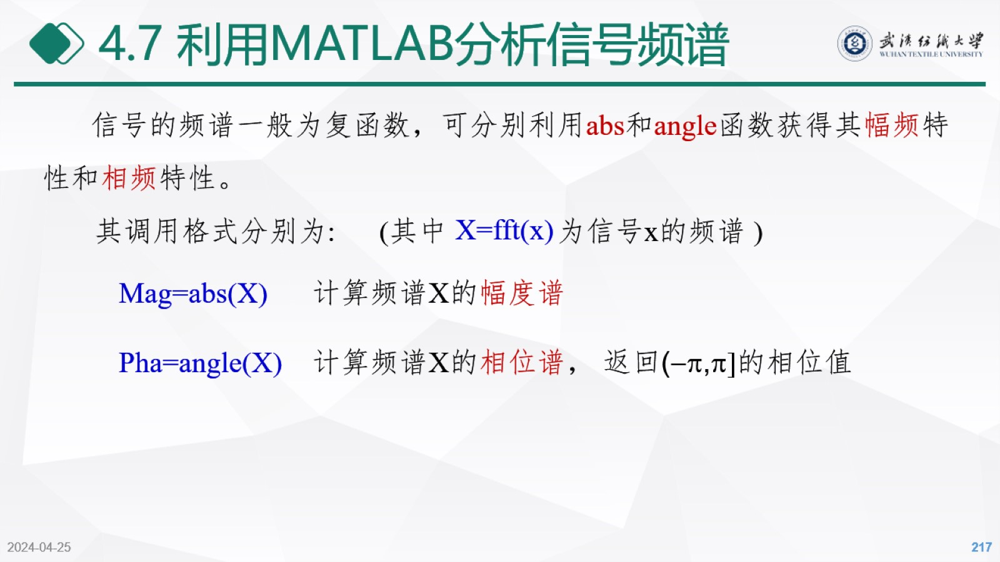 4.7 利用MATLAB分析信号频谱
武汉纺织大学
WUHAN TEXTILE UNIVERSITY
信号的频谱一般为复函数，可分别利用abs和angle函数获得其幅频特
性和相频特性。
其调用格式分别为: (其中 X=fft(x) 为信号x的频谱 )
Mag=abs(X) 计算频谱X的幅度谱
Pha=angle(X) 计算频谱X的相位谱， 返回(−π,π]的相位值
2024-04-25
217